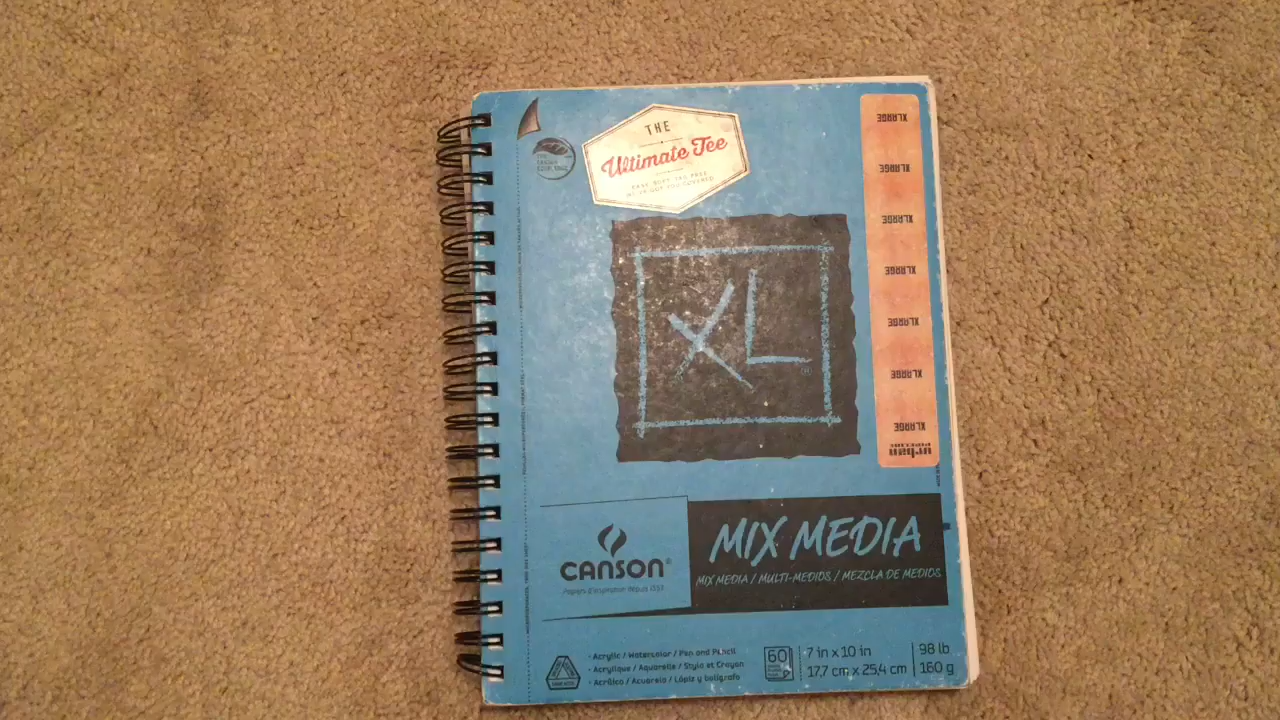 THE
Ultimate Tee
XLARGE
XLARGE
XLARGE
XLARGE
XLARGE
XLARGE
XLARGE
urban
XL®
CANSON®
MIX MEDIA
MIX MEDIA / MULTI-MEDIOS / MEZCLA DE MEDIOS
- Acrylic / Watercolor / Pen and Pencil
- Acrylique / Aquarelle / Stylo et Crayon
- Acrílico / Acuarela / Lápiz y bolígrafo
60
7 in x 10 in
17,7 cm x 25,4 cm
98 lb
160 g